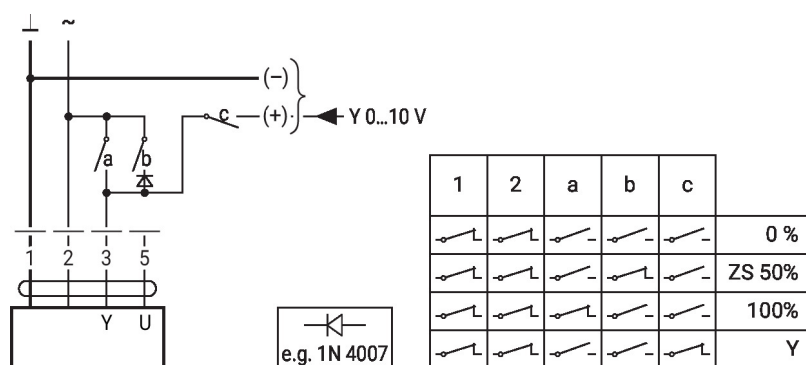 ⊥ ~
(–)
c (+) Y 0...10 V
a b
1 2 3 5
Y U
e.g. 1N 4007
1 2 a b c
0 %
ZS 50%
100%
Y